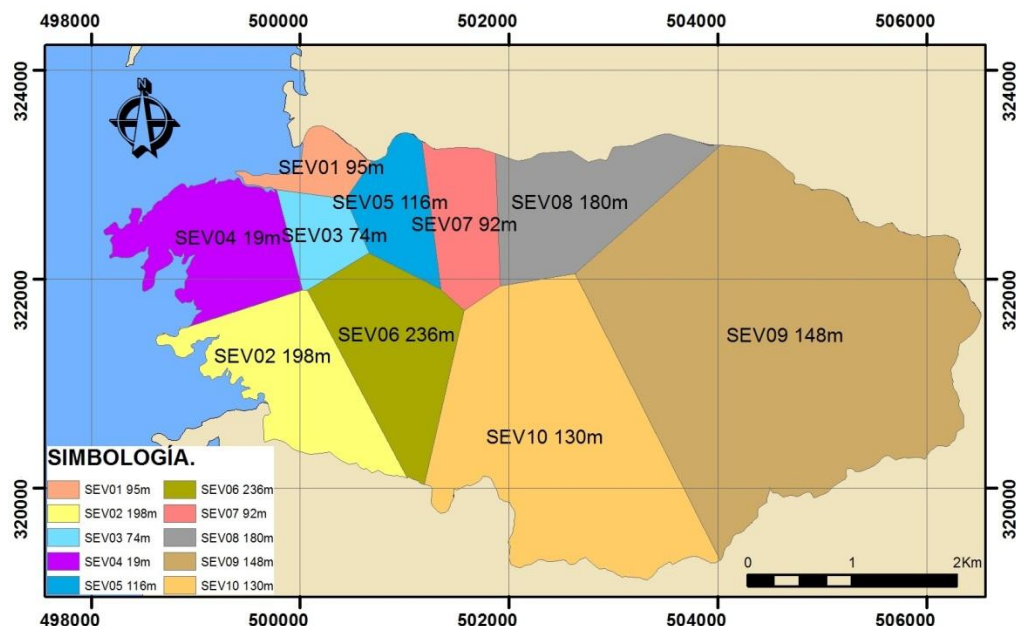 498000 500000 502000 504000 506000
324000 324000
N
SEV01 95m
SEV05 116m
SEV08 180m
SEV07 92m
SEV04 19m
SEV03 74m
322000 322000
SEV06 236m
SEV09 148m
SEV02 198m
SEV10 130m
SIMBOLOGÍA.
SEV01 95m SEV06 236m
SEV02 198m SEV07 92m
SEV03 74m SEV08 180m
SEV04 19m SEV09 148m
SEV05 116m SEV10 130m
320000 320000
0 1 2Km
498000 500000 502000 504000 506000